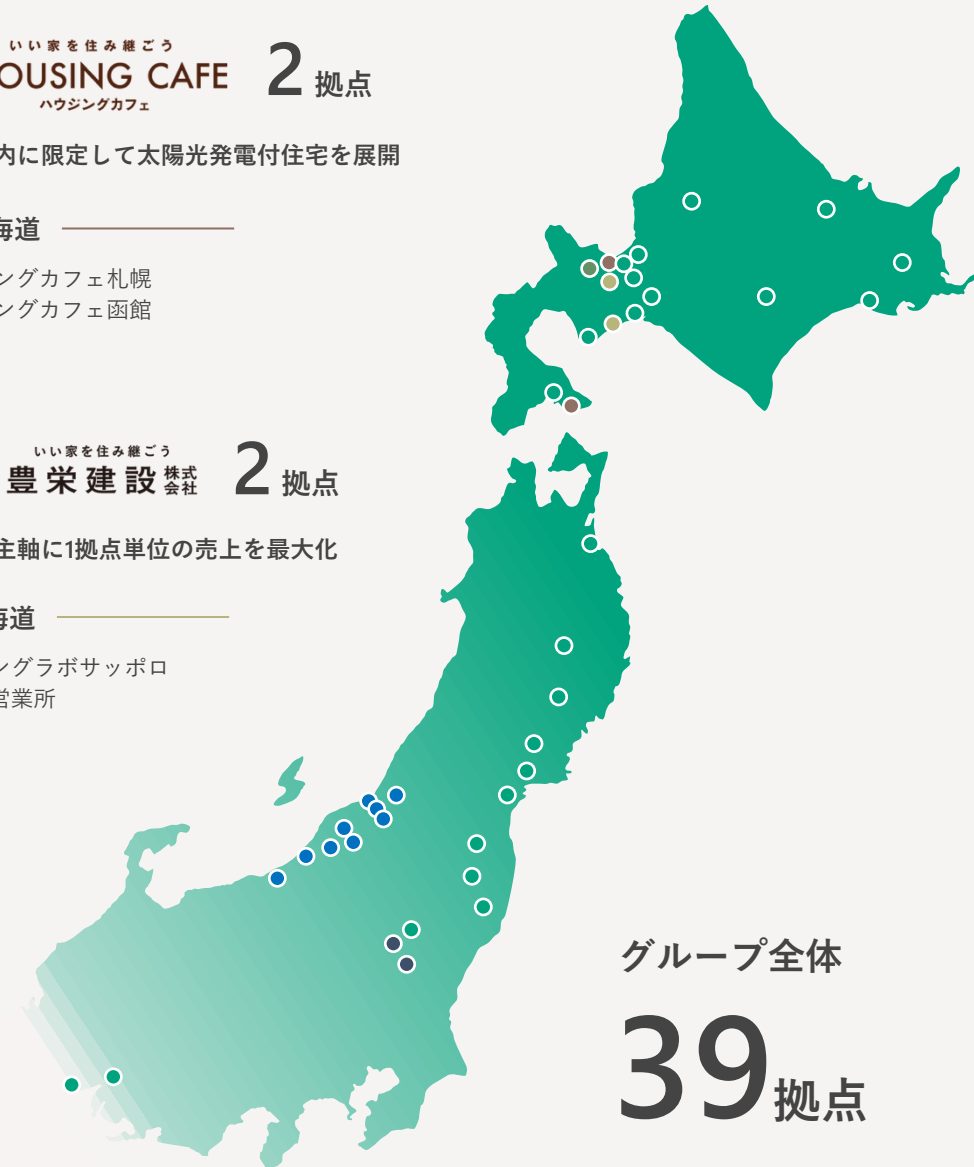 いい家を住み継ごう
OUSING CAFE
ハウジングカフェ
2 拠点
内に限定して太陽光発電付住宅を展開
海道
ングカフェ札幌
ングカフェ函館
いい家を住み継ごう
豊栄建設株式会社
2 拠点
主軸に1拠点単位の売上を最大化
海道
ングラボサッポロ
営業所
グループ全体
39拠点